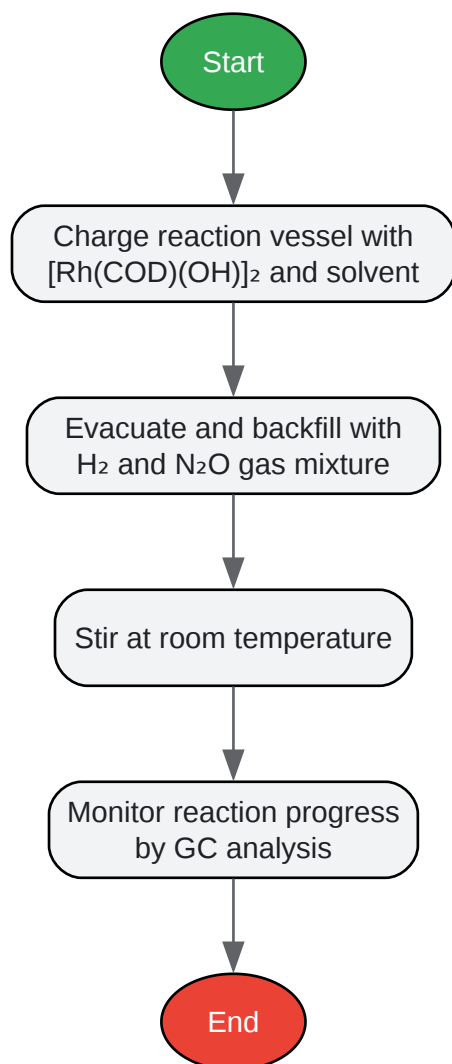 Start
Charge reaction vessel with
[Rh(COD)(OH)]₂ and solvent
Evacuate and backfill with
H₂ and N₂O gas mixture
Stir at room temperature
Monitor reaction progress
by GC analysis
End